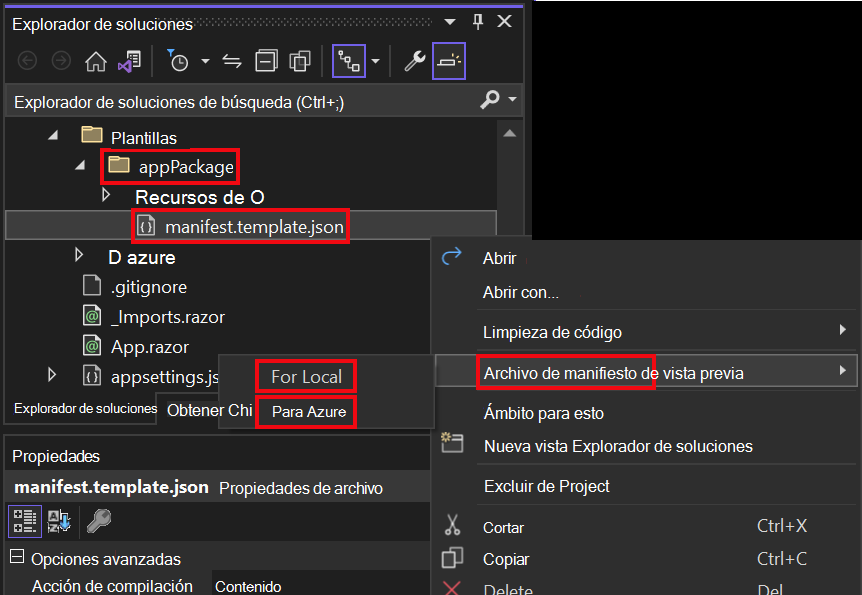 Explorador de soluciones
Explorador de soluciones de búsqueda (Ctrl+;)
Plantillas
appPackage
Recursos de O
manifest.template.json
D azure
.gitignore
_Imports.razor
App.razor
appsettings.js
Explorador de soluciones
Obtener Chi
For Local
Para Azure
Abrir
Abrir con...
Limpieza de código
Archivo de manifiesto de vista previa
Ámbito para esto
Nueva vista Explorador de soluciones
Excluir de Project
Cortar Ctrl+X
Copiar Ctrl+C
Delete Del
Propiedades
manifest.template.json Propiedades de archivo
Opciones avanzadas
Acción de compilación Contenido